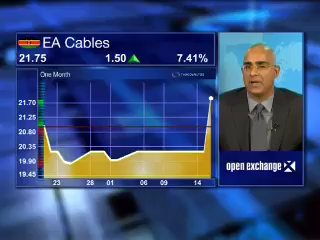 EA Cables
21.75 1.50 7.41%
One Month
21.70
21.25
20.80
20.35
19.90
19.45
23 28 01 06 09 14
open exchange